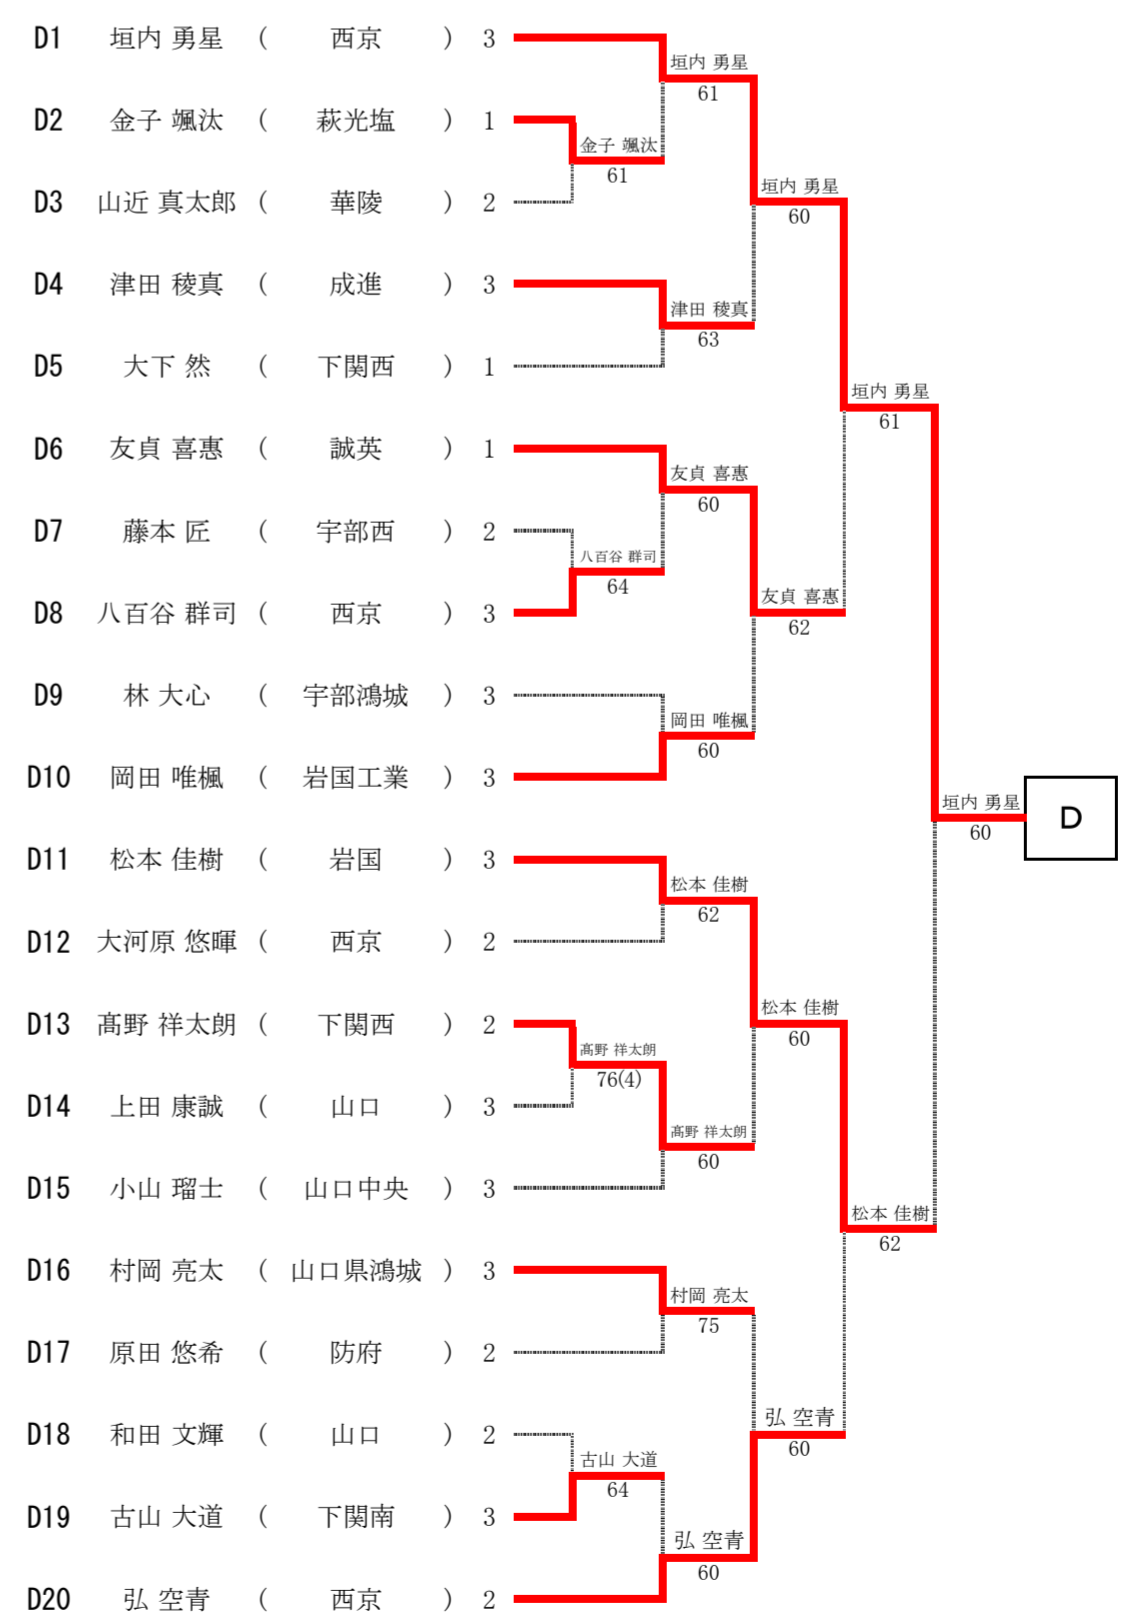 D1 垣内 勇星 ( 西京 ) 3
垣内 勇星
61
D2 金子 颯汰 ( 萩光塩 ) 1
金子 颯汰
61
垣内 勇星
60
D3 山近 真太郎 ( 華陵 ) 2
D4 津田 稜真 ( 成進 ) 3
津田 稜真
63
D5 大下 然 ( 下関西 ) 1
垣内 勇星
61
D6 友貞 喜惠 ( 誠英 ) 1
友貞 喜惠
60
D7 藤本 匠 ( 宇部西 ) 2
八百谷 群司
64
友貞 喜惠
62
D8 八百谷 群司 ( 西京 ) 3
D9 林 大心 ( 宇部鴻城 ) 3
岡田 唯楓
60
D10 岡田 唯楓 ( 岩国工業 ) 3
垣内 勇星
60
D
D11 松本 佳樹 ( 岩国 ) 3
松本 佳樹
62
D12 大河原 悠暉 ( 西京 ) 2
松本 佳樹
60
D13 髙野 祥太朗 ( 下関西 ) 2
髙野 祥太朗
76(4)
D14 上田 康誠 ( 山口 ) 3
髙野 祥太朗
60
D15 小山 瑠士 ( 山口中央 ) 3
松本 佳樹
62
D16 村岡 亮太 ( 山口県鴻城 ) 3
村岡 亮太
75
D17 原田 悠希 ( 防府 ) 2
弘 空青
60
D18 和田 文輝 ( 山口 ) 2
古山 大道
64
D19 古山 大道 ( 下関南 ) 3
弘 空青
60
D20 弘 空青 ( 西京 ) 2